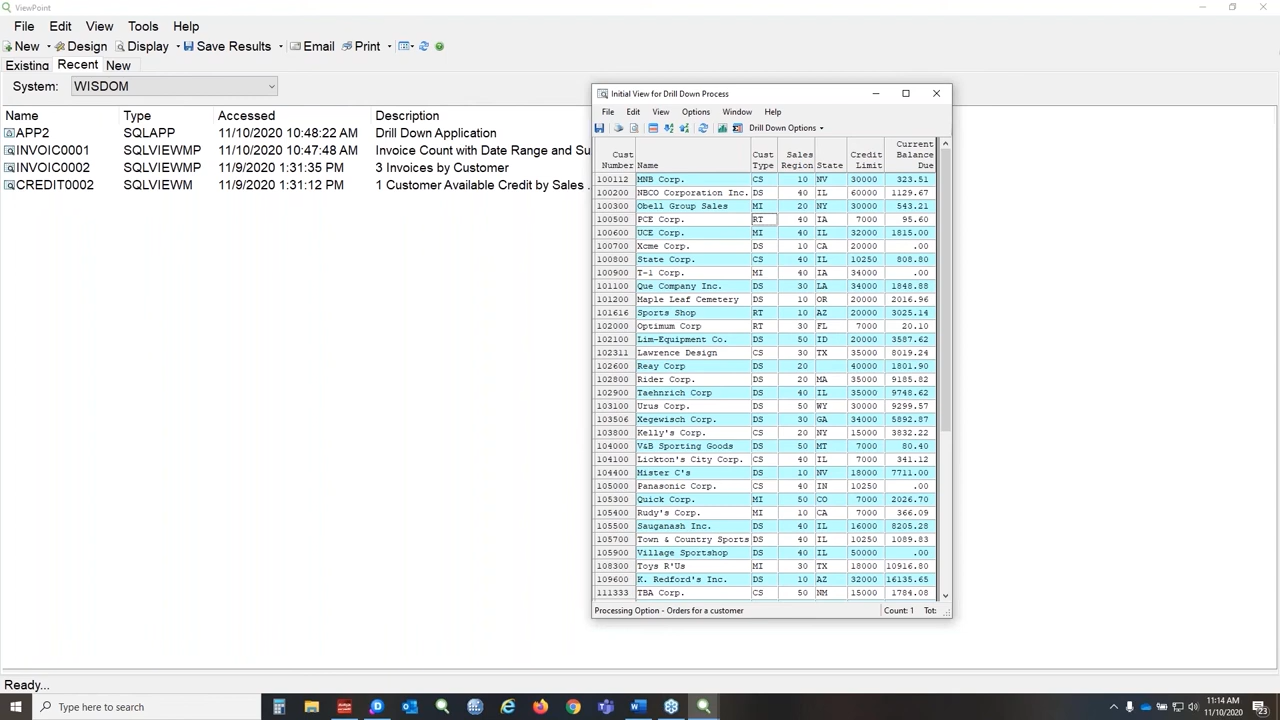 ViewPoint
File Edit View Tools Help
New Design Display Save Results Email Print
Existing Recent New
System: WISDOM
Name Type Accessed Description
APP2 SQLAPP 11/10/2020 10:48:22 AM Drill Down Application
INVOIC0001 SQLVIEWMP 11/10/2020 10:47:48 AM Invoice Count with Date Range and Su
INVOIC0002 SQLVIEWMP 11/9/2020 1:31:35 PM 3 Invoices by Customer
CREDIT0002 SQLVIEWM 11/9/2020 1:31:12 PM 1 Customer Available Credit by Sales ..
Initial View for Drill Down Process
File Edit View Options Window Help
Drill Down Options
Current
Cust Cust Sales Credit Balance
Number Name Type Region State Limit Due
100112 MNB Corp. CS 10 NV 30000 323.51
100200 NBCO Corporation Inc. DS 40 IL 60000 1129.67
100300 Obell Group Sales MI 20 NY 30000 543.21
100500 PCE Corp. RT 40 IA 7000 95.60
100600 UCE Corp. MI 40 IL 32000 1815.00
100700 Xcme Corp. DS 10 CA 20000 .00
100800 State Corp. CS 40 IL 10250 808.80
100900 T-1 Corp. MI 40 IA 34000 .00
101100 Que Company Inc. DS 30 LA 34000 1848.88
101200 Maple Leaf Cemetery DS 10 OR 20000 2016.96
101616 Sports Shop RT 10 AZ 20000 3025.14
102000 Optimum Corp RT 30 FL 7000 20.10
102100 Lim-Equipment Co. DS 50 ID 20000 3587.62
102311 Lawrence Design CS 30 TX 35000 8019.24
102600 Reay Corp DS 20 40000 1801.90
102800 Rider Corp. DS 20 MA 35000 9185.82
102900 Taehnrich Corp DS 40 IL 35000 9748.62
103100 Urus Corp. DS 50 WY 30000 9299.57
103506 Xegewisch Corp. DS 30 GA 34000 5892.87
103800 Kelly's Corp. CS 20 NY 15000 3832.22
104000 V&B Sporting Goods DS 50 MT 7000 80.40
104100 Lickton's City Corp. CS 40 IL 7000 341.12
104400 Mister C's DS 10 NV 18000 7711.00
105000 Panasonic Corp. CS 40 IN 10250 .00
105300 Quick Corp. MI 50 CO 7000 2026.70
105400 Rudy's Corp. MI 10 CA 7000 366.09
105500 Sauganash Inc. DS 40 IL 16000 8205.28
105700 Town & Country Sports DS 40 IL 10250 1089.83
105900 Village Sportshop DS 40 IL 50000 .00
108300 Toys R'Us MI 30 TX 18000 10916.80
109600 K. Redford's Inc. DS 10 AZ 32000 16135.65
111333 TBA Corp. CS 50 NM 15000 1784.08
Processing Option - Orders for a customer Count: 1 Tot:
Ready...
Type here to search
11:14 AM
11/10/2020
23